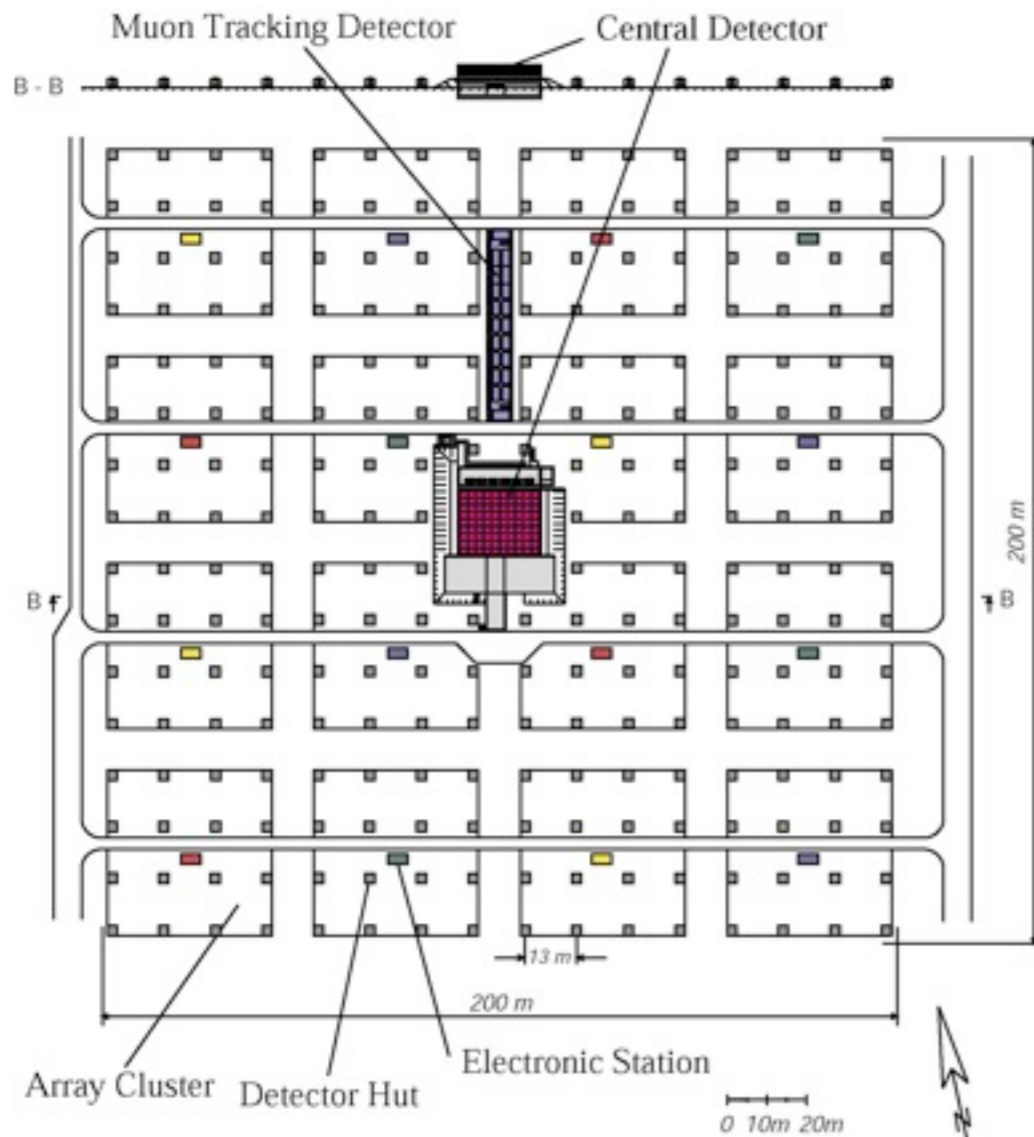 Muon Tracking Detector
Central Detector
B - B
200 m
B
B
13 m
200 m
Array Cluster
Detector Hut
Electronic Station
0 10m 20m